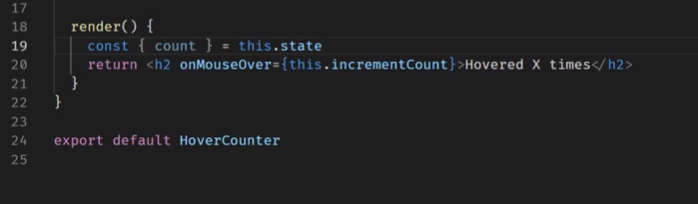 17
18 render() {
19 const { count } = this.state
20 return <h2 onMouseOver={this.incrementCount}>Hovered X times</h2>
21 }
22 }
23
24 export default HoverCounter
25